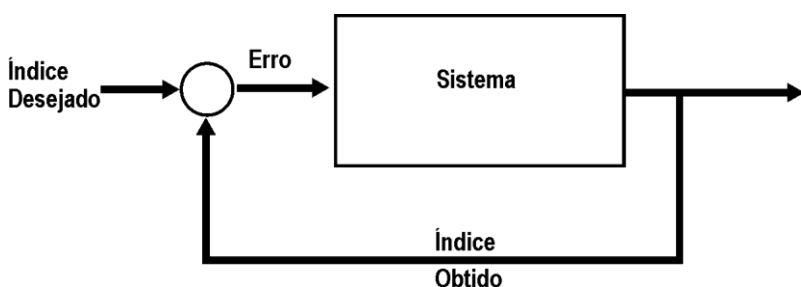 Índice
Desejado
Erro
Sistema
Índice
Obtido